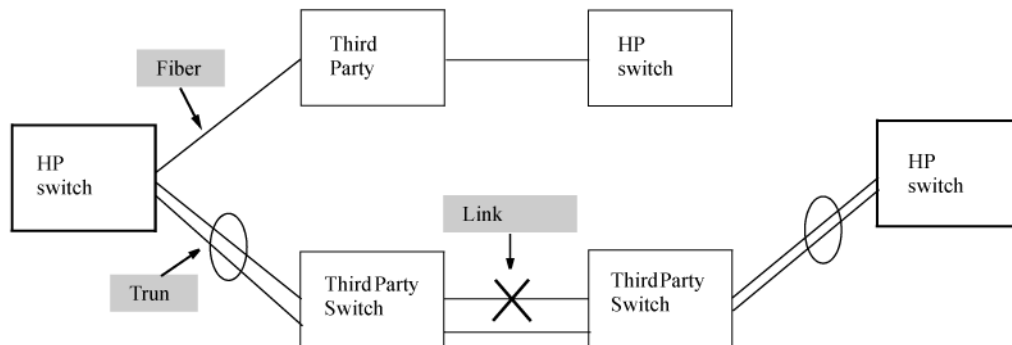 Third
Party
HP
switch
Fiber
HP
switch
HP
switch
Link
Third Party
Switch
Third Party
Switch
Trun